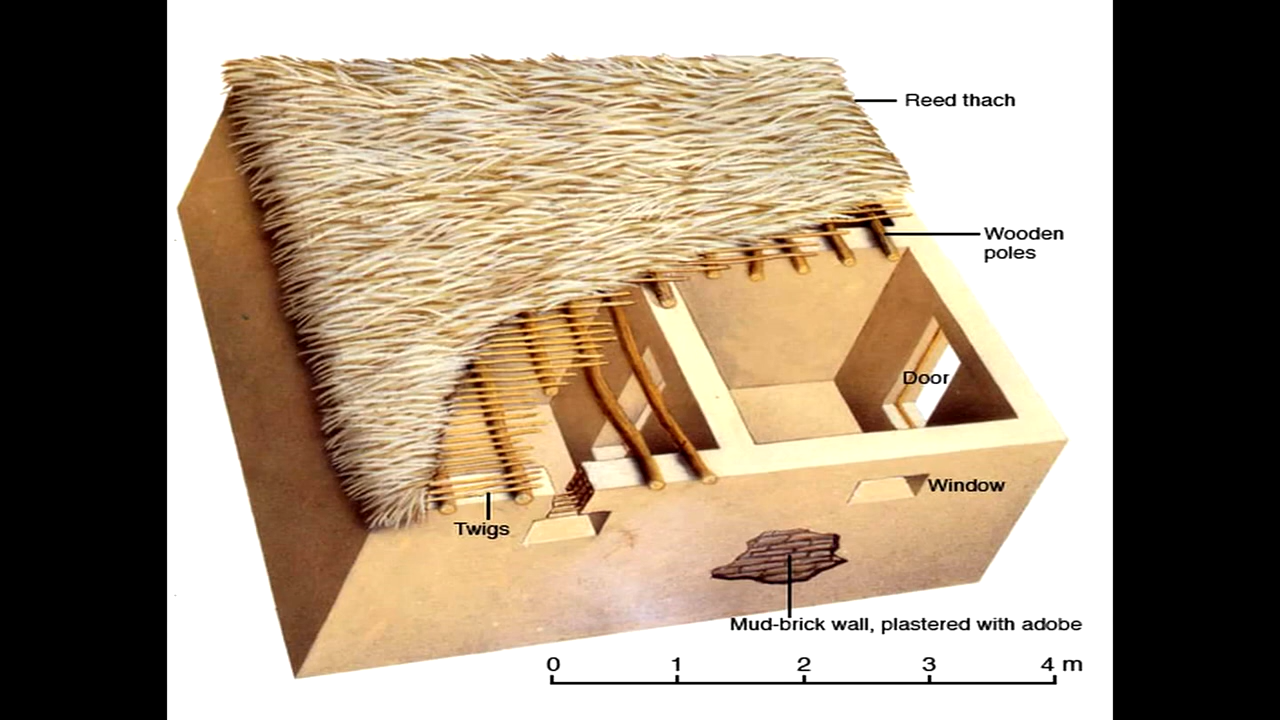 Reed thach
Wooden
poles
Door
Window
Twigs
Mud-brick wall, plastered with adobe
0 1 2 3 4 m